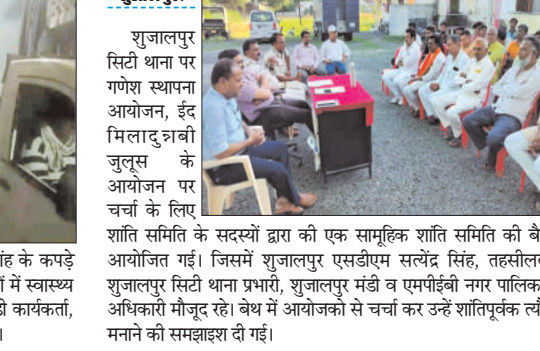 शुजालपुर
सिटी थाना पर
गणेश स्थापना
आयोजन, ईद
मिलादुन्नबी
जुलूस के
आयोजन पर
चर्चा के लिए
शांति समिति के सदस्यों द्वारा की एक सामूहिक शांति समिति की
आयोजित गई। जिसमें शुजालपुर एसडीएम सत्येंद्र सिंह,
शुजालपुर सिटी थाना प्रभारी, शुजालपुर मंडी व एमपीईबी नगर
अधिकारी मौजूद रहे। बेथ में आयोजको से चर्चा कर उन्हें शांतिपूर्वक
मनाने की समझाइश दी गई।
के कपड़े
में स्वास्थ्य
कार्यकर्ता,